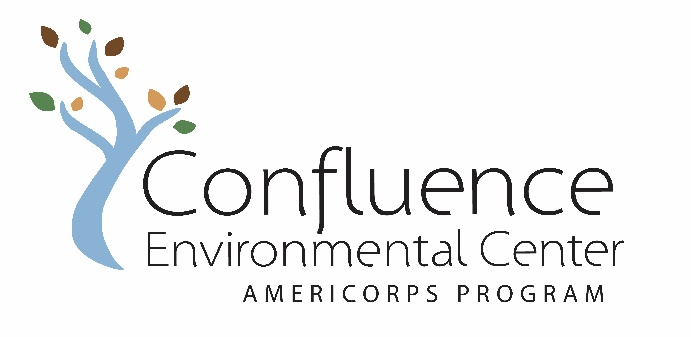 Confluence
Environmental Center
AMERICORPS PROGRAM